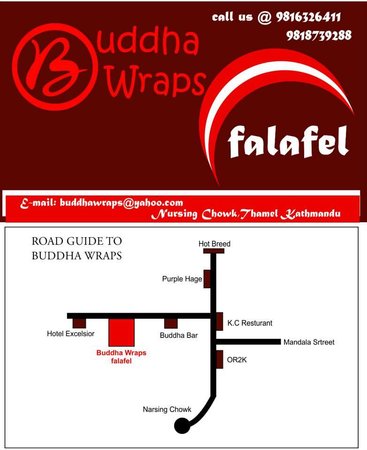 call us @ 9816326411
9818739288
Buddha
Wraps
falafel
E-mail: buddhawraps@yahoo.com
Nursing Chowk,Thamel Kathmandu
ROAD GUIDE TO
BUDDHA WRAPS
Hot Breed
Purple Hage
K.C Resturant
Hotel Excelsior
Buddha Bar
Mandala Srtreet
Buddha Wraps
falafel
OR2K
Narsing Chowk